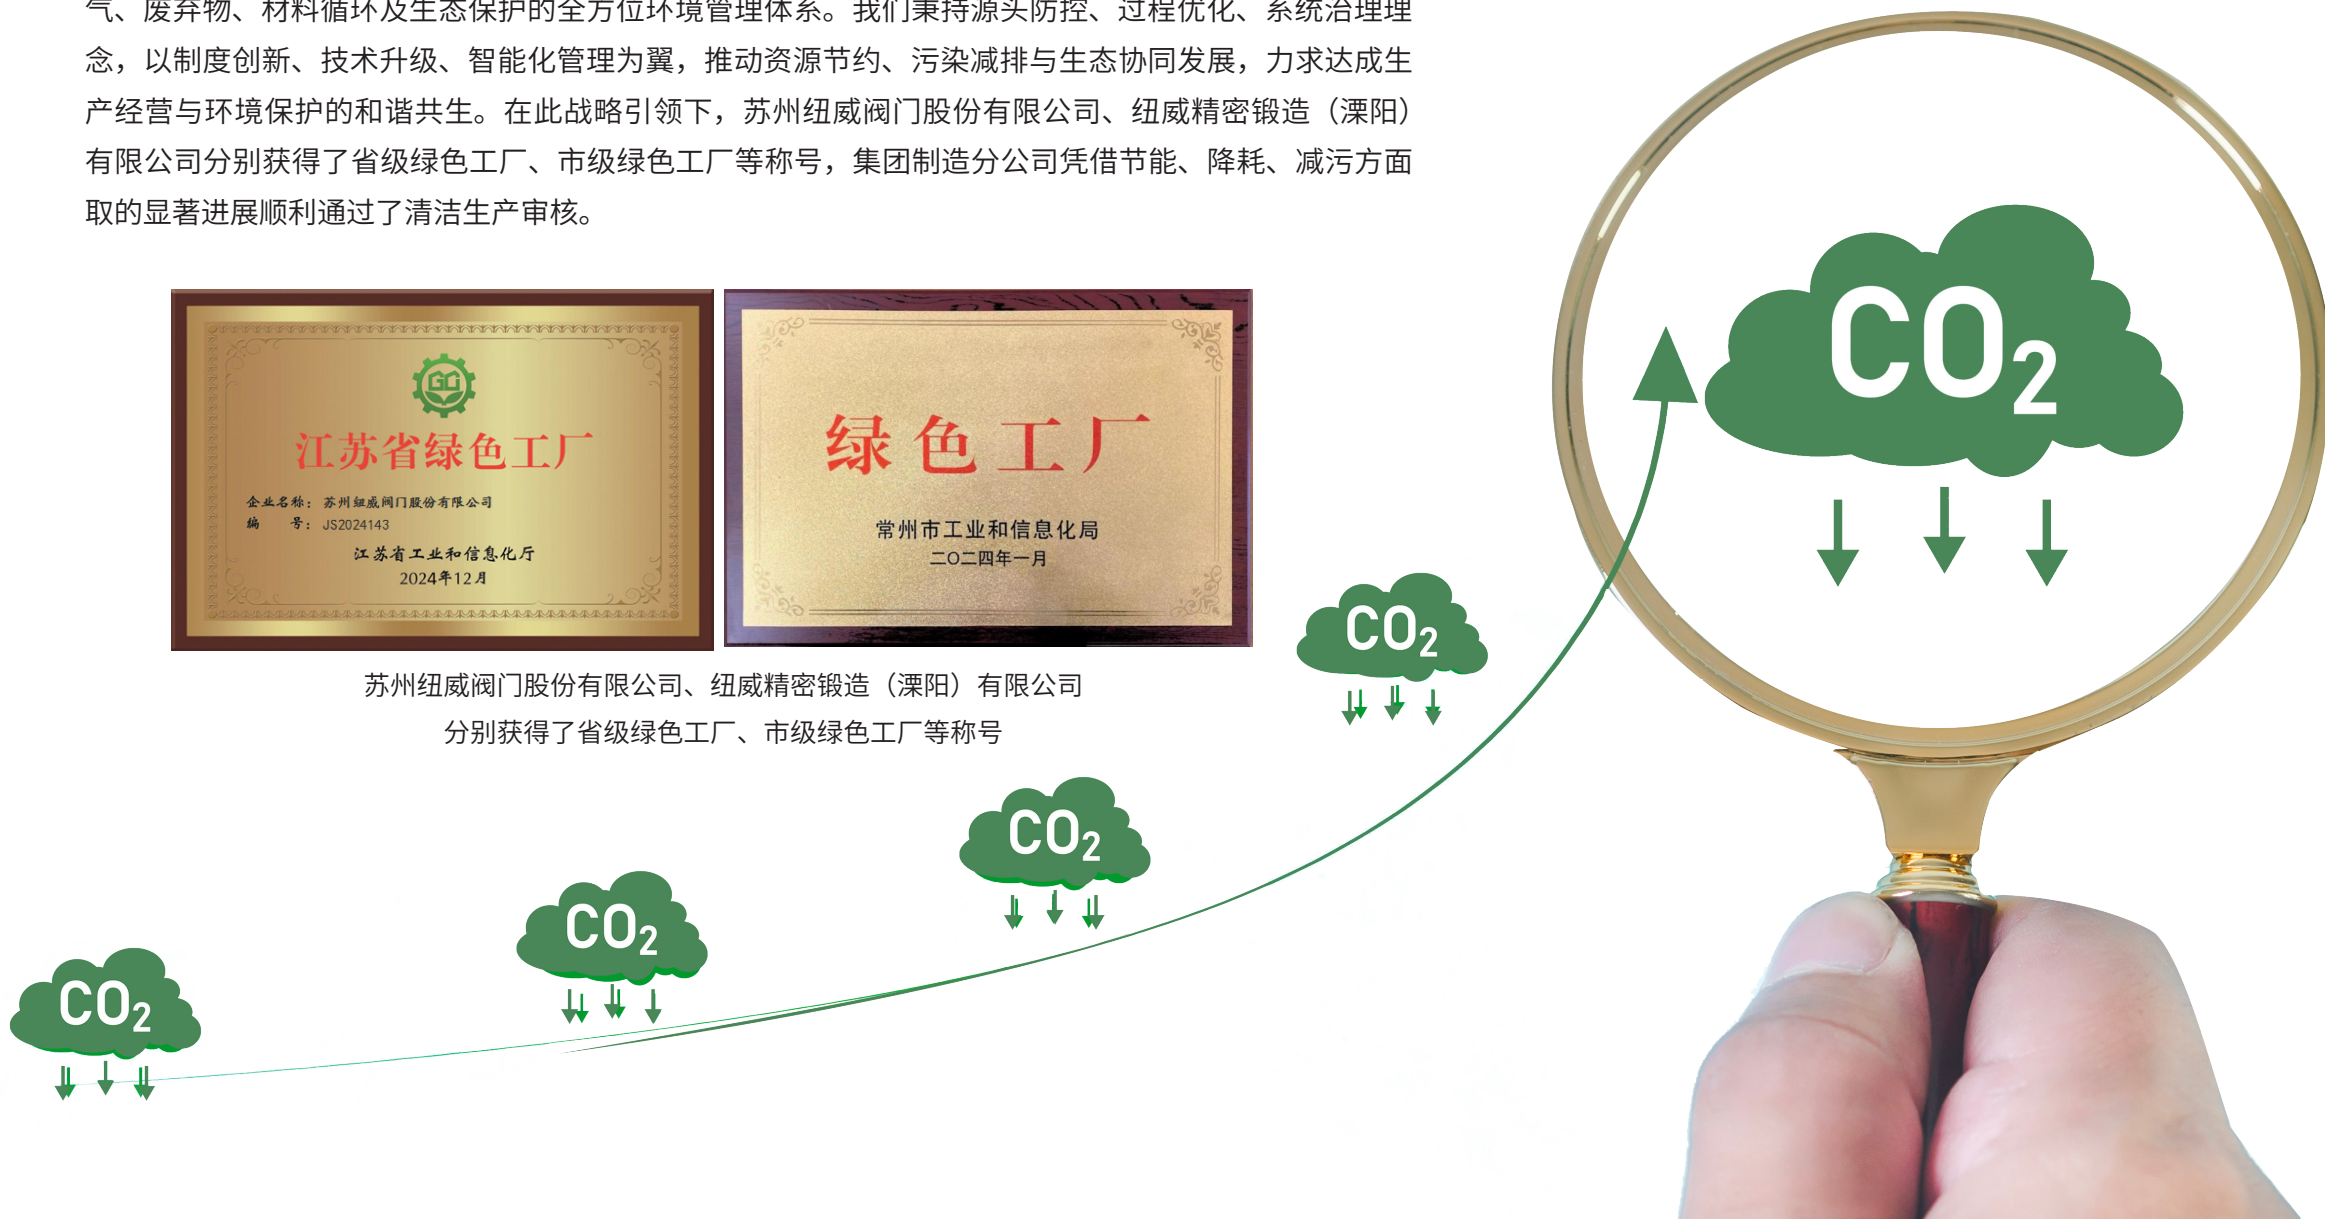 气、废弃物、材料循环及生态保护的全方位环境管理体系。我们秉持源头防控、过程优化、系统治理理
念，以制度创新、技术升级、智能化管理为翼，推动资源节约、污染减排与生态协同发展，力求达成生
产经营与环境保护的和谐共生。在此战略引领下，苏州纽威阀门股份有限公司、纽威精密锻造（溧阳）
有限公司分别获得了省级绿色工厂、市级绿色工厂等称号，集团制造分公司凭借节能、降耗、减污方面
取的显著进展顺利通过了清洁生产审核。
GC
江苏省绿色工厂
企业名称：苏州纽威阀门股份有限公司
编 号：JS2024143
江苏省工业和信息化厅
2024年12月
绿色工厂
常州市工业和信息化局
二〇二四年一月
苏州纽威阀门股份有限公司、纽威精密锻造（溧阳）有限公司
分别获得了省级绿色工厂、市级绿色工厂等称号
CO2
CO2
CO2
CO2
CO2